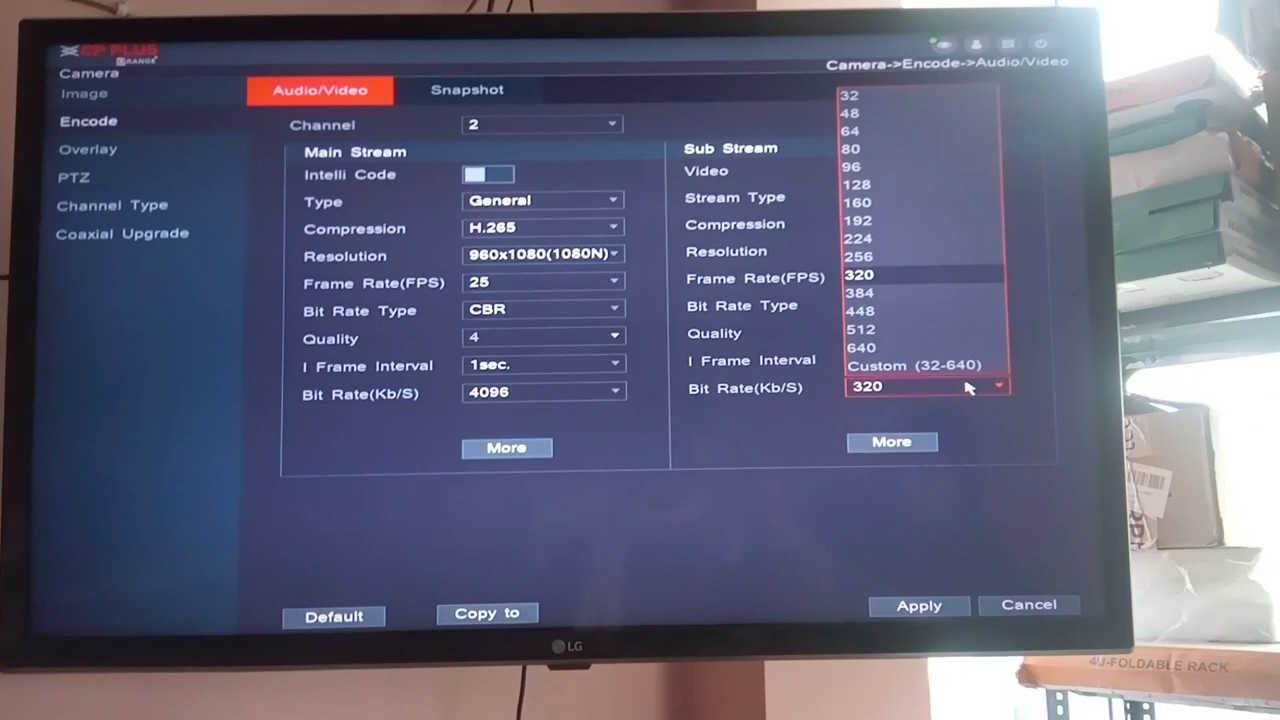 CP PLUS
ORANGE
Camera
Camera->Encode->Audio/Video
Image
Encode
Overlay
PTZ
Channel Type
Coaxial Upgrade
Audio/Video
Snapshot
Channel 2
Main Stream
Intelli Code
Type General
Compression H.265
Resolution 960x1080(1080N)
Frame Rate(FPS) 25
Bit Rate Type CBR
Quality 4
I Frame Interval 1sec.
Bit Rate(Kb/S) 4096
More
Sub Stream
Video
Stream Type
Compression
Resolution
Frame Rate(FPS)
Bit Rate Type
Quality
I Frame Interval
Bit Rate(Kb/S) 320
32
48
64
80
96
128
160
192
224
256
320
384
448
512
640
Custom (32-640)
More
Default
Copy to
Apply
Cancel
LG
4U-FOLDABLE RACK